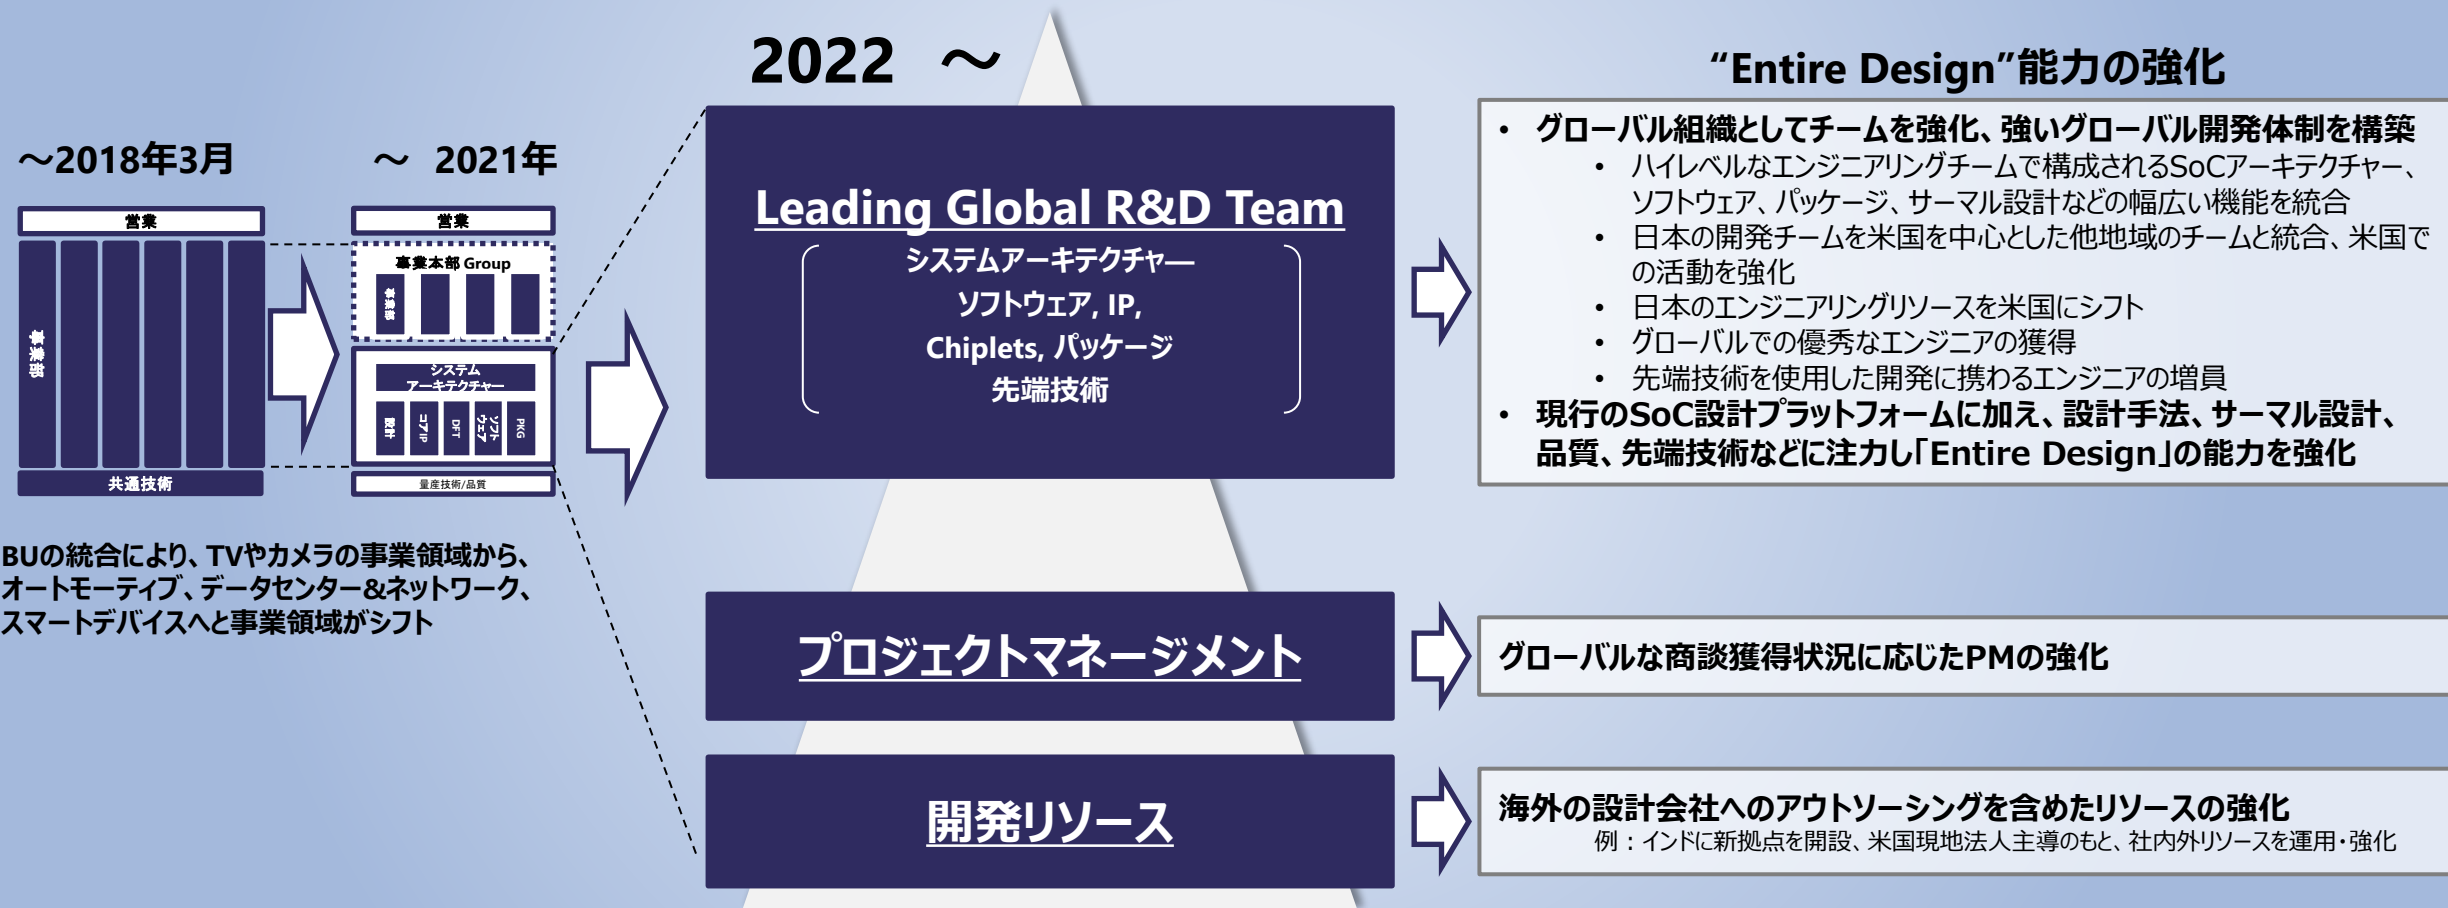 2022 ～
“Entire Design”能力の強化
～2018年3月
～ 2021年
営業
事業部
共通技術
営業
事業本部 Group
事業部
システム
アーキテクチャー
設計
コアIP
DFT
ソフト
ウェア
PKG
量産技術/品質
BUの統合により、TVやカメラの事業領域から、
オートモーティブ、データセンター&ネットワーク、
スマートデバイスへと事業領域がシフト
Leading Global R&D Team
システムアーキテクチャー
ソフトウェア, IP,
Chiplets, パッケージ
先端技術
• グローバル組織としてチームを強化、強いグローバル開発体制を構築
• ハイレベルなエンジニアリングチームで構成されるSoCアーキテクチャー、
ソフトウェア、パッケージ、サーマル設計などの幅広い機能を統合
• 日本の開発チームを米国を中心とした他地域のチームと統合、米国で
の活動を強化
• 日本のエンジニアリングリソースを米国にシフト
• グローバルでの優秀なエンジニアの獲得
• 先端技術を使用した開発に携わるエンジニアの増員
• 現行のSoC設計プラットフォームに加え、設計手法、サーマル設計、
品質、先端技術などに注力し「Entire Design」の能力を強化
プロジェクトマネージメント
グローバルな商談獲得状況に応じたPMの強化
開発リソース
海外の設計会社へのアウトソーシングを含めたリソースの強化
例：インドに新拠点を開設、米国現地法人主導のもと、社内外リソースを運用・強化